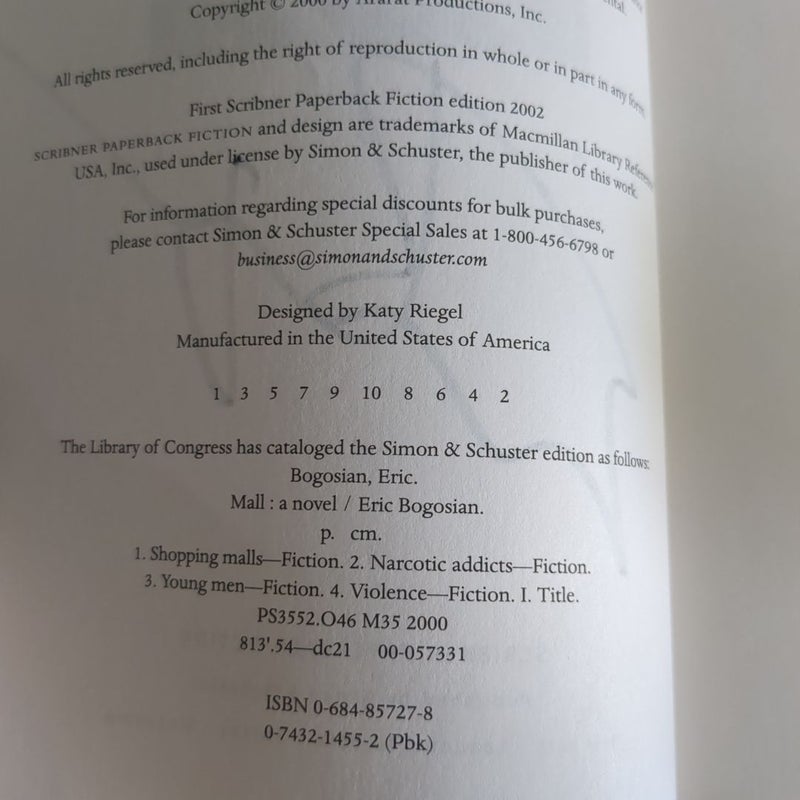 Copyright © 2000 by Ararat Productions, Inc.
All rights reserved, including the right of reproduction in whole or in part in any form.
First Scribner Paperback Fiction edition 2002
SCRIBNER PAPERBACK FICTION and design are trademarks of Macmillan Library Reference
USA, Inc., used under license by Simon & Schuster, the publisher of this work.
For information regarding special discounts for bulk purchases,
please contact Simon & Schuster Special Sales at 1-800-456-6798 or
business@simonandschuster.com
Designed by Katy Riegel
Manufactured in the United States of America
1 3 5 7 9 10 8 6 4 2
The Library of Congress has cataloged the Simon & Schuster edition as follows:
Bogosian, Eric.
Mall : a novel / Eric Bogosian.
p. cm.
1. Shopping malls—Fiction. 2. Narcotic addicts—Fiction.
3. Young men—Fiction. 4. Violence—Fiction. I. Title.
PS3552.O46 M35 2000
813'.54—dc21 00-057331
ISBN 0-684-85727-8
0-7432-1455-2 (Pbk)